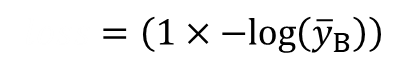 = (1 × −log(ȳ_B))